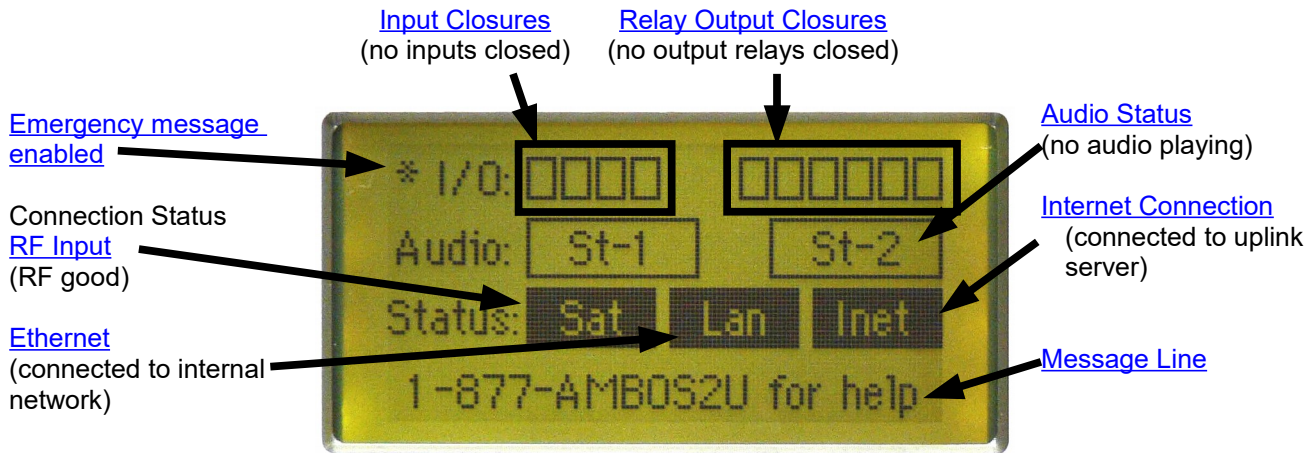 Input Closures
(no inputs closed)
Relay Output Closures
(no output relays closed)
Emergency message
enabled
Audio Status
(no audio playing)
Connection Status
RF Input
(RF good)
Internet Connection
(connected to uplink
server)
Ethernet
(connected to internal
network)
Message Line
* I/O:
Audio: St-1 St-2
Status: Sat Lan Inet
1-877-AMBOS2U for help